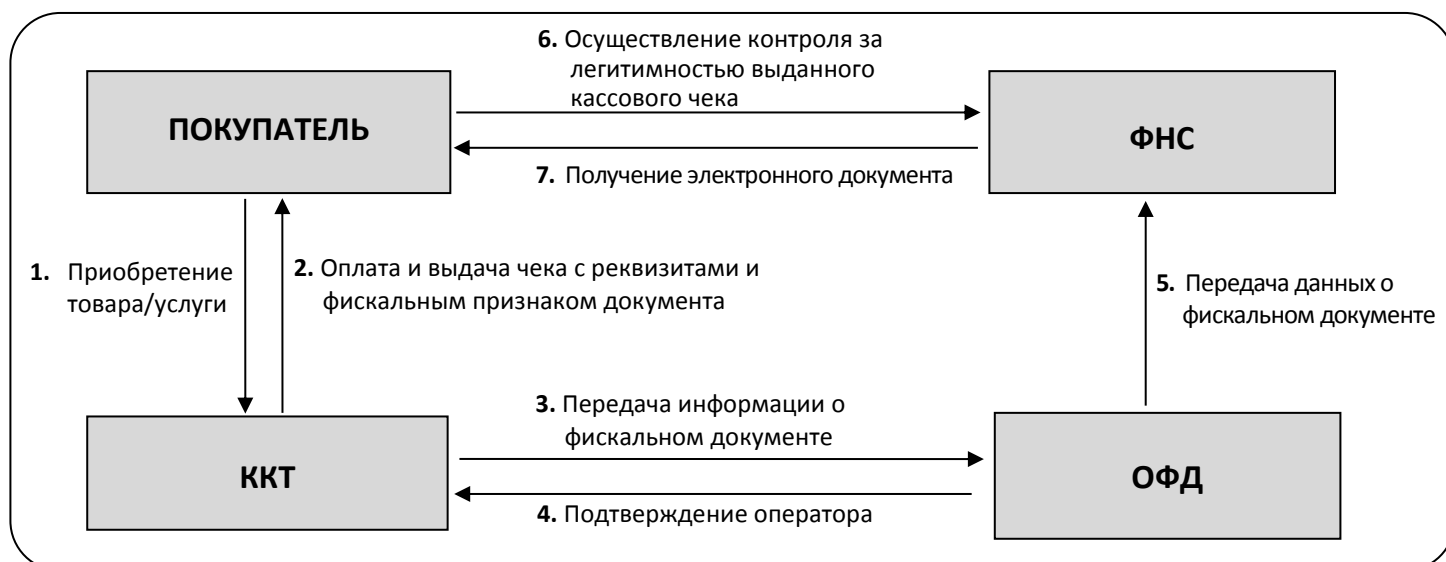 6. Осуществление контроля за
легитимностью выданного
кассового чека
ПОКУПАТЕЛЬ
ФНС
7. Получение электронного документа
1. Приобретение
товара/услуги
2. Оплата и выдача чека с реквизитами и
фискальным признаком документа
5. Передача данных о
фискальном документе
3. Передача информации о
фискальном документе
ККТ
ОФД
4. Подтверждение оператора